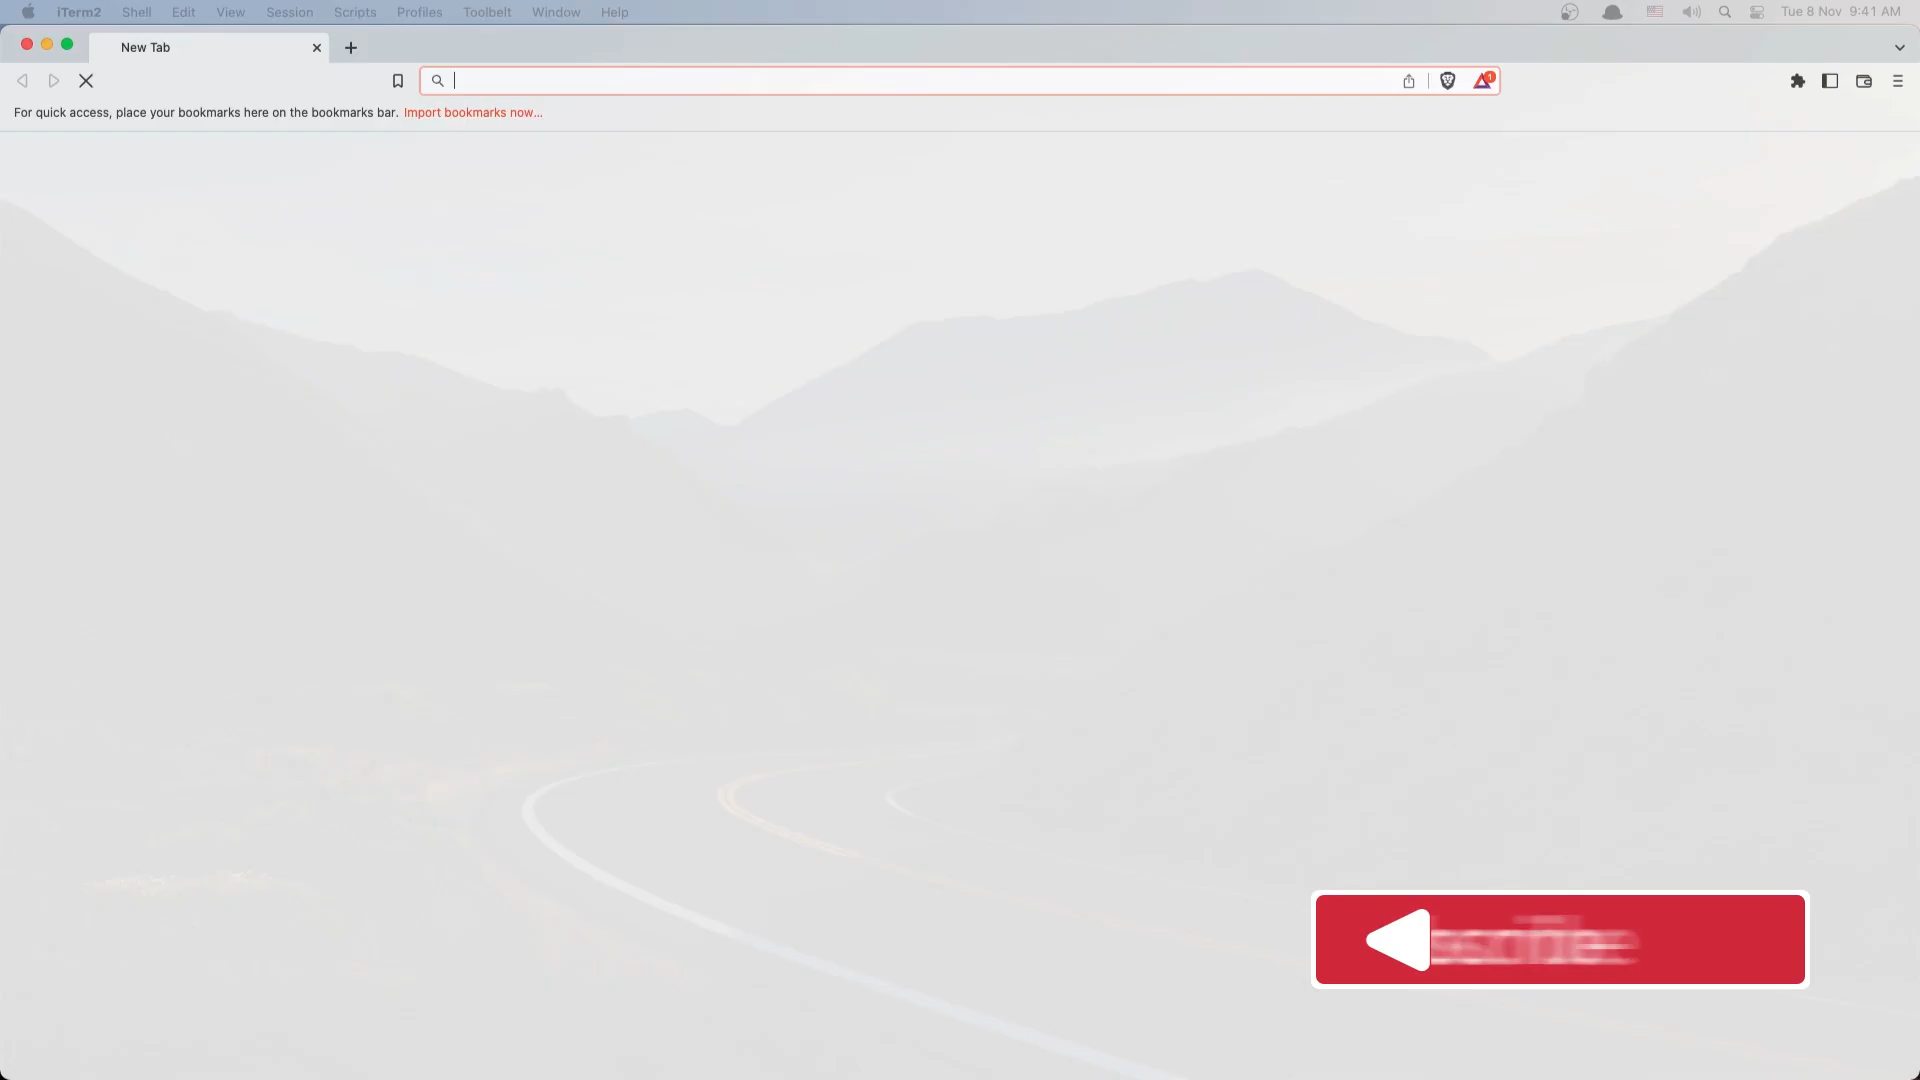 iTerm2 Shell Edit View Session Scripts Profiles Toolbelt Window Help Tue 8 Nov 9:41 AM
New Tab
1
For quick access, place your bookmarks here on the bookmarks bar. Import bookmarks now...